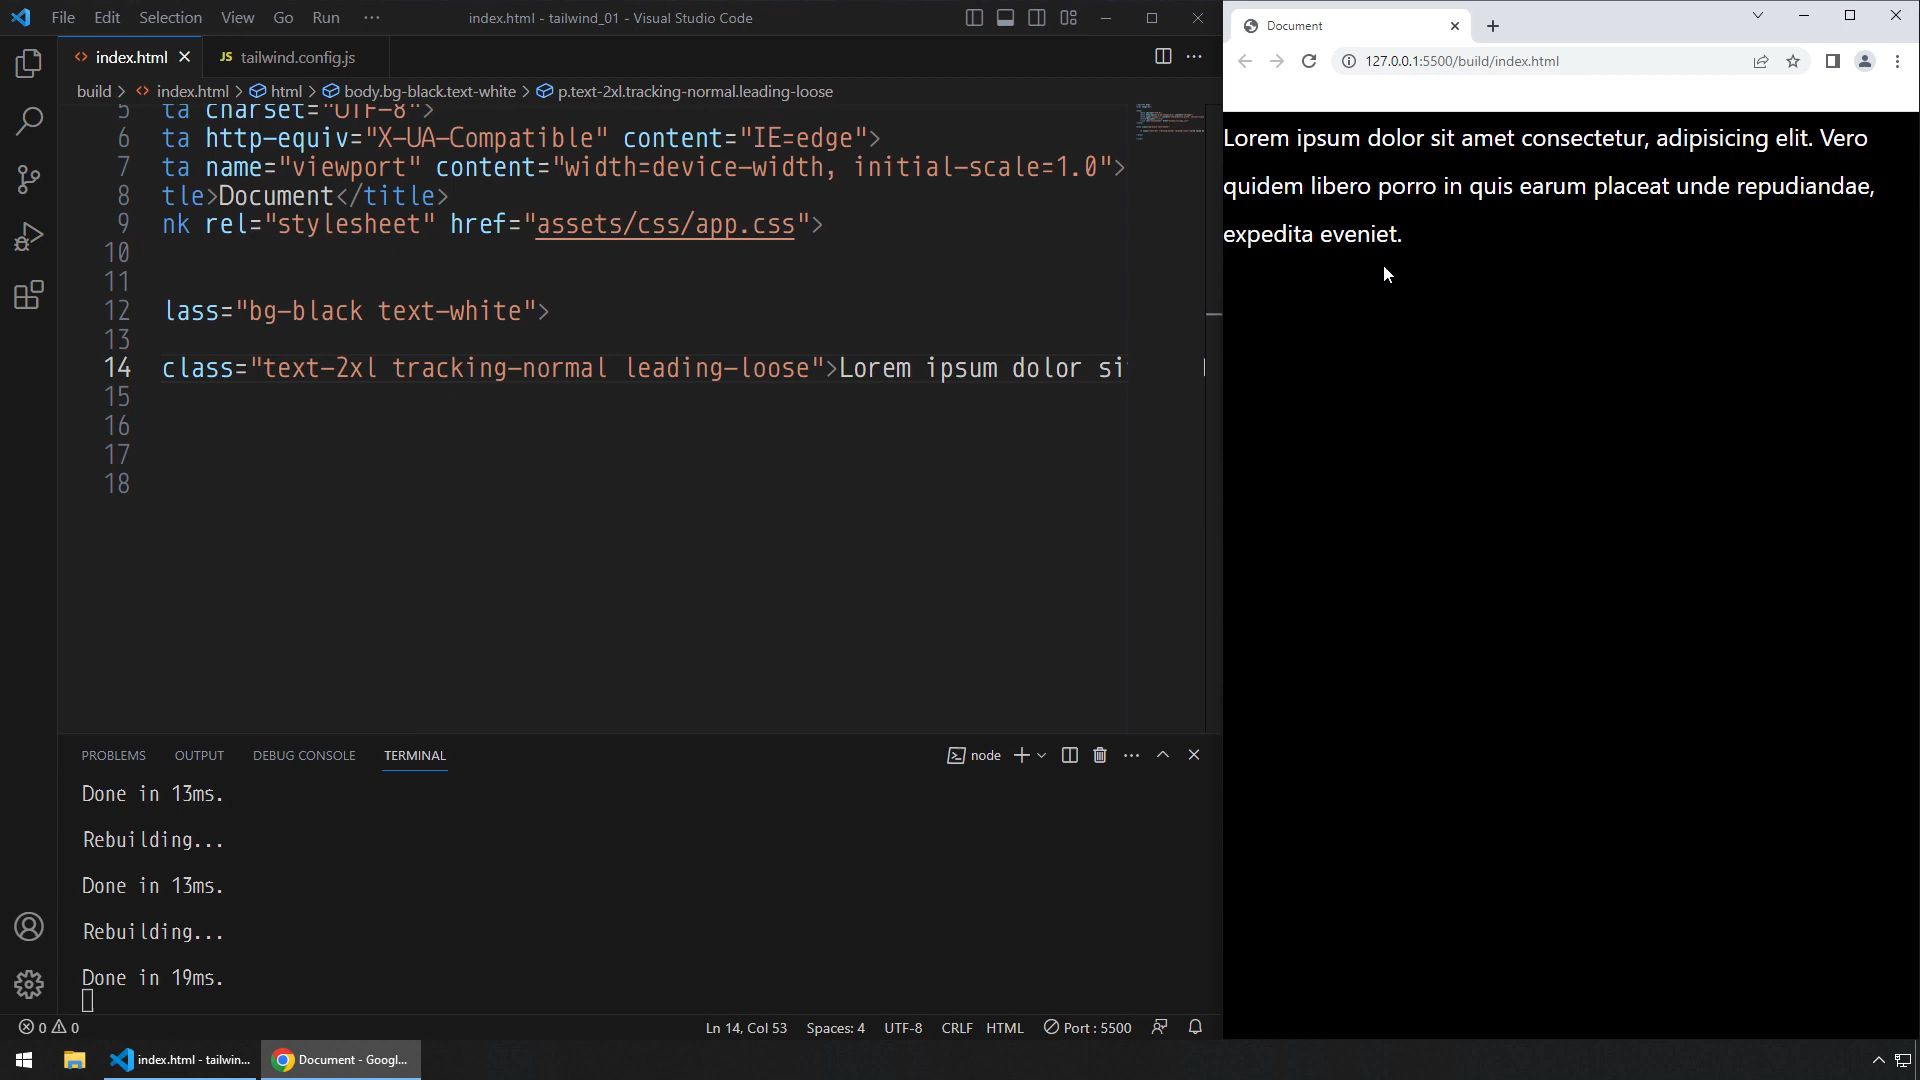 File Edit Selection View Go Run ··· index.html - tailwind_01 - Visual Studio Code
index.html JS tailwind.config.js
build > index.html > html > body.bg-black.text-white > p.text-2xl.tracking-normal.leading-loose
5 ta charset="UTF-8">
6 ta http-equiv="X-UA-Compatible" content="IE=edge">
7 ta name="viewport" content="width=device-width, initial-scale=1.0">
8 tle>Document</title>
9 nk rel="stylesheet" href="assets/css/app.css">
10
11
12 lass="bg-black text-white">
13
14 class="text-2xl tracking-normal leading-loose">Lorem ipsum dolor si
15
16
17
18
PROBLEMS OUTPUT DEBUG CONSOLE TERMINAL node
Done in 13ms.
Rebuilding...
Done in 13ms.
Rebuilding...
Done in 19ms.
0 0 Ln 14, Col 53 Spaces: 4 UTF-8 CRLF HTML Port : 5500
Document
127.0.0.1:5500/build/index.html
Lorem ipsum dolor sit amet consectetur, adipisicing elit. Vero
quidem libero porro in quis earum placeat unde repudiandae,
expedita eveniet.
index.html - tailwin... Document - Googl...